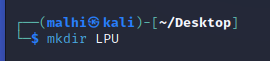 ┌──(malhi㉿kali)-[~/Desktop]
└─$ mkdir LPU